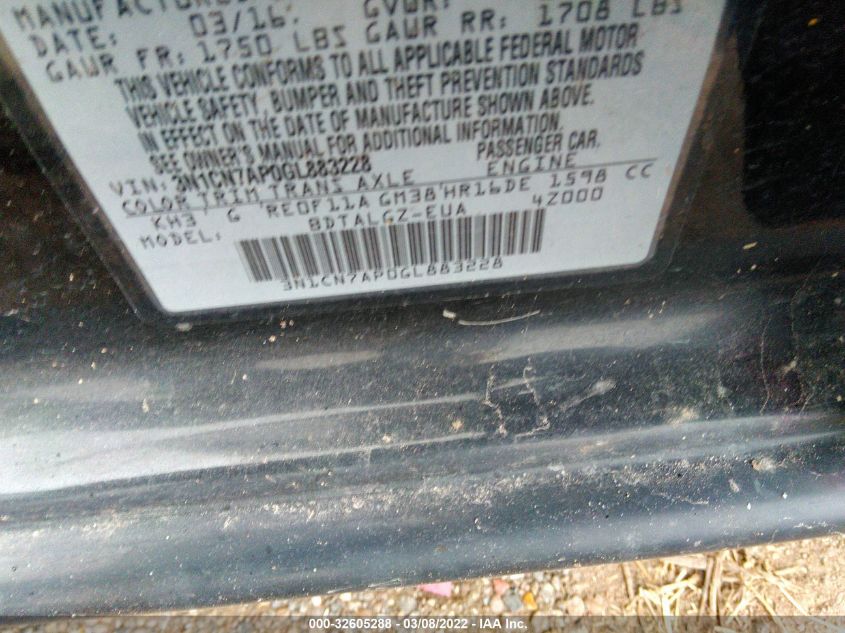 MANUFACTURED
GVWR:
DATE: 03/16.
GAWR FR: 1750 LBS GAWR RR: 1708 LBS
THIS VEHICLE CONFORMS TO ALL APPLICABLE FEDERAL MOTOR
VEHICLE SAFETY, BUMPER AND THEFT PREVENTION STANDARDS
IN EFFECT ON THE DATE OF MANUFACTURE SHOWN ABOVE.
SEE OWNER'S MANUAL FOR ADDITIONAL INFORMATION.
VIN: 3N1CN7AP0GL883228 PASSENGER CAR.
COLOR TRIM TRANS AXLE ENGINE
KH3 G RE0F11A GM38 HR16DE 1598 CC
MODEL: BDTALGZ-EUA 4Z000
3N1CN7AP0GL883228
000-32605288 - 03/08/2022 - IAA Inc.